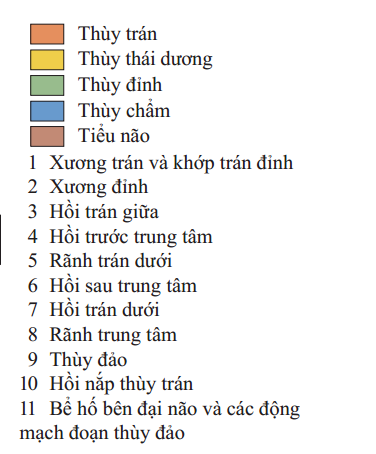 Thùy trán
Thùy thái dương
Thùy đỉnh
Thùy chẩm
Tiểu não
1 Xương trán và khớp trán đỉnh
2 Xương đỉnh
3 Hồi trán giữa
4 Hồi trước trung tâm
5 Rãnh trán dưới
6 Hồi sau trung tâm
7 Hồi trán dưới
8 Rãnh trung tâm
9 Thùy đảo
10 Hồi nắp thùy trán
11 Bể hố bên đại não và các động
mạch đoạn thùy đảo